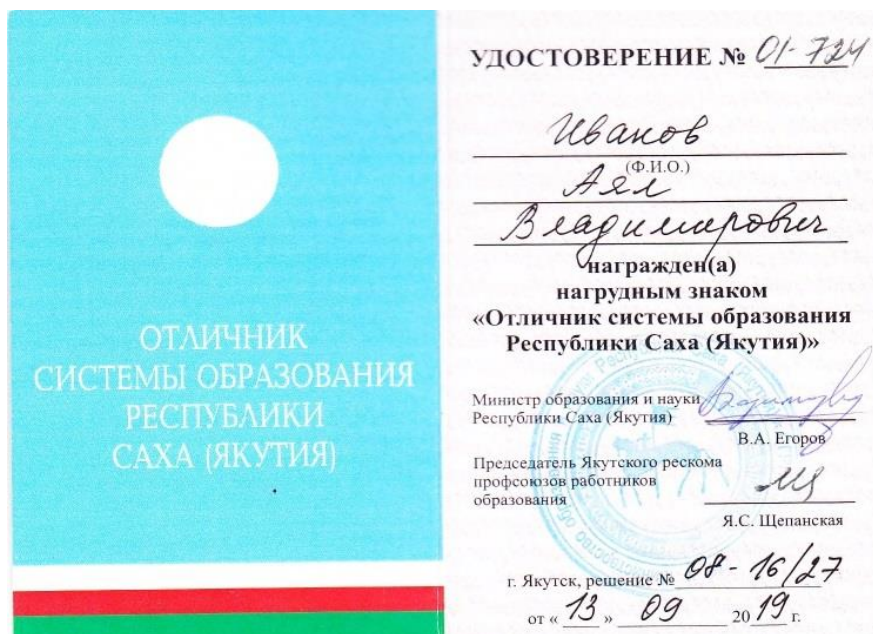 ОТЛИЧНИК
СИСТЕМЫ ОБРАЗОВАНИЯ
РЕСПУБЛИКИ
САХА (ЯКУТИЯ)
УДОСТОВЕРЕНИЕ № 01-724
Иванов
(Ф.И.О.)
Аял
Владимирович
награжден(а)
нагрудным знаком
«Отличник системы образования
Республики Саха (Якутия)»
Министр образования и науки
Республики Саха (Якутия)
В.А. Егоров
Председатель Якутского рескома
профсоюзов работников
образования
Я.С. Щепанская
г. Якутск, решение № 08-16/27
от « 13 » 09 20 19 г.